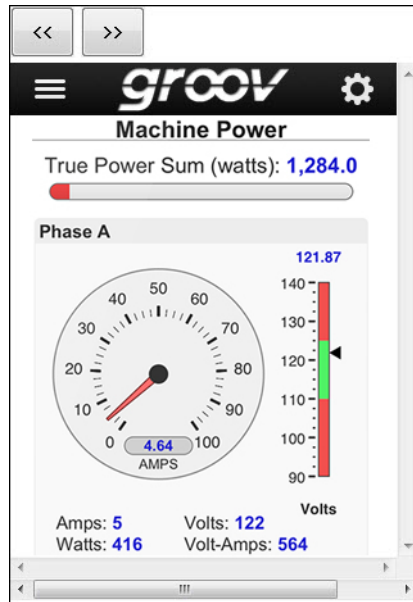 << >>
groov
Machine Power
True Power Sum (watts): 1,284.0
Phase A
121.87
0 10 20 30 40 50 60 70 80 90 100
4.64
AMPS
140
130
120
110
100
90
Volts
Amps: 5 Volts: 122
Watts: 416 Volt-Amps: 564